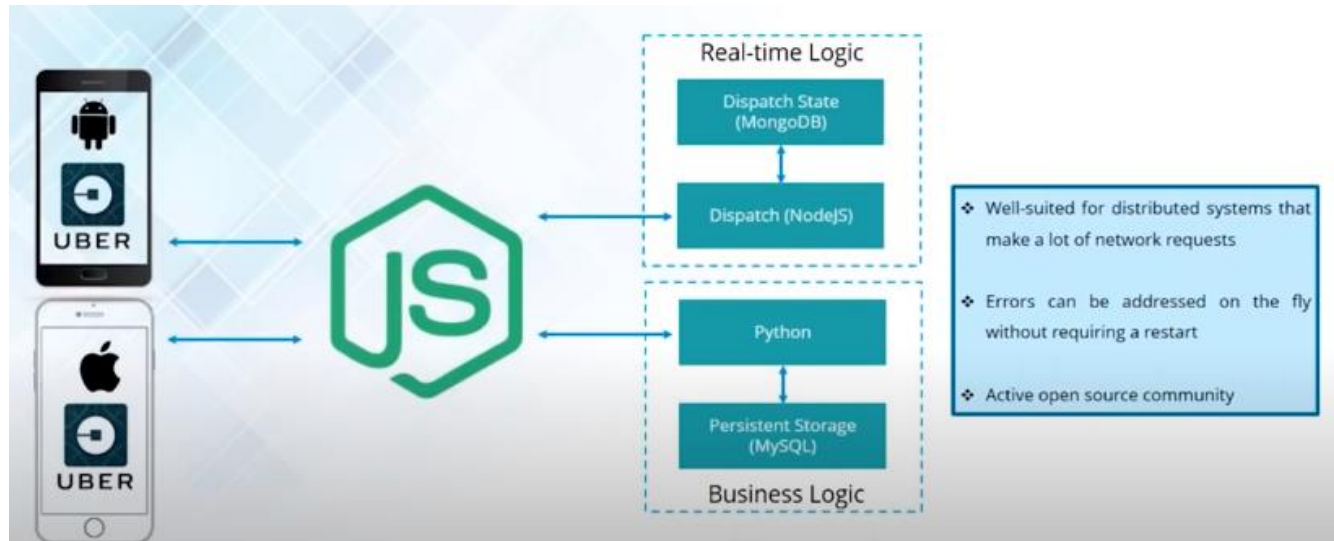 UBER
UBER
JS
Real-time Logic
Dispatch State
(MongoDB)
Dispatch (NodeJS)
Python
Persistent Storage
(MySQL)
Business Logic
❖ Well-suited for distributed systems that
make a lot of network requests
❖ Errors can be addressed on the fly
without requiring a restart
❖ Active open source community